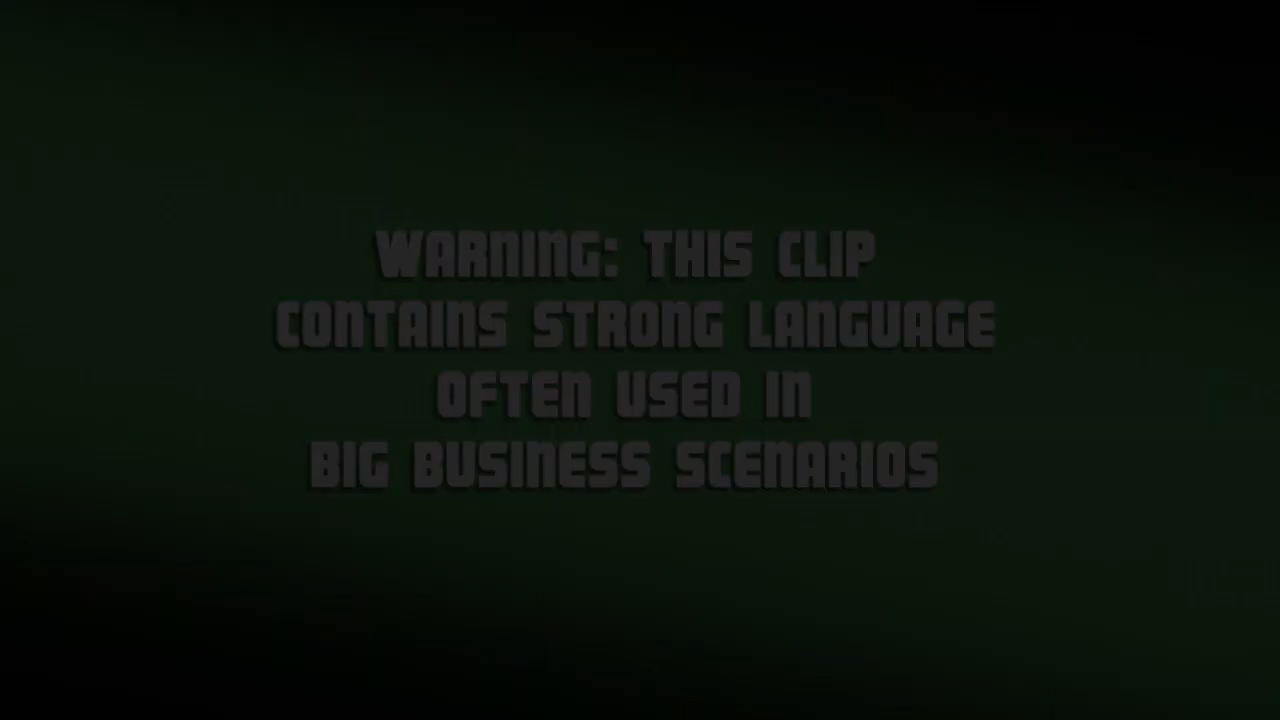 WARNING: THIS CLIP
CONTAINS STRONG LANGUAGE
OFTEN USED IN
BIG BUSINESS SCENARIOS